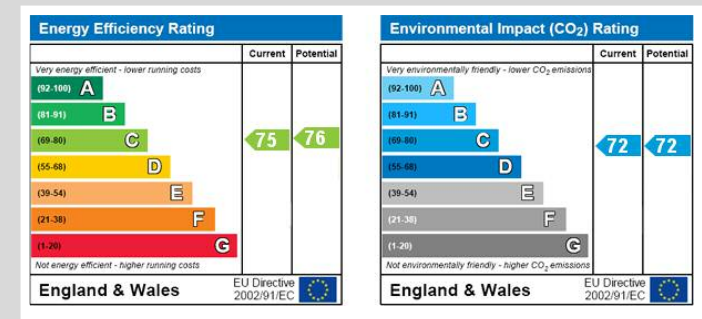 Energy Efficiency Rating
Current Potential
Very energy efficient - lower running costs
(92-100) A
(81-91) B
(69-80) C
75 76
(55-68) D
(39-54) E
(21-38) F
(1-20) G
Not energy efficient - higher running costs
England & Wales
EU Directive
2002/91/EC
Environmental Impact (CO₂) Rating
Current Potential
Very environmentally friendly - lower CO₂ emissions
(92-100) A
(81-91) B
(69-80) C
72 72
(55-68) D
(39-54) E
(21-38) F
(1-20) G
Not environmentally friendly - higher CO₂ emissions
England & Wales
EU Directive
2002/91/EC